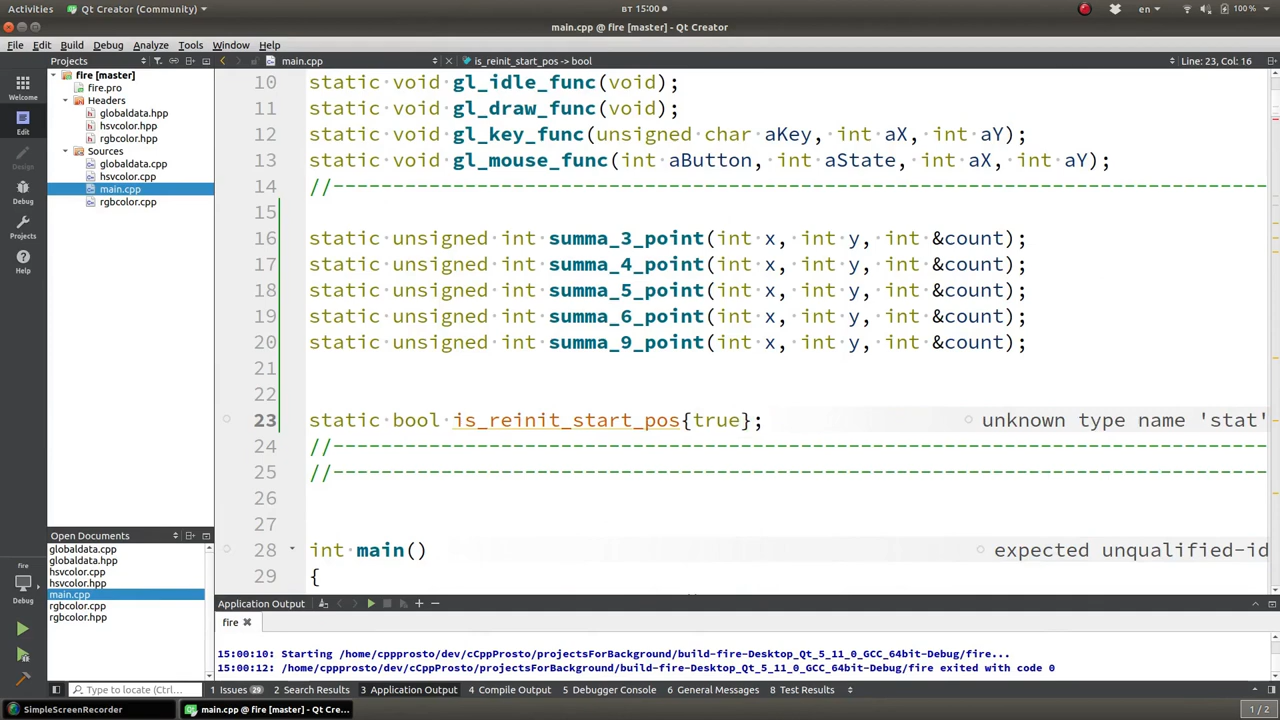 Activities
Qt Creator (Community)
вт 15:00
en
100 %
main.cpp @ fire [master] - Qt Creator
File Edit Build Debug Analyze Tools Window Help
Projects
main.cpp
is_reinit_start_pos -> bool
Line: 23, Col: 16
fire [master]
fire.pro
Headers
globaldata.hpp
hsvcolor.hpp
rgbcolor.hpp
Sources
globaldata.cpp
hsvcolor.cpp
main.cpp
rgbcolor.cpp
Welcome
Edit
Design
Debug
Projects
Help
10 static void gl_idle_func(void);
11 static void gl_draw_func(void);
12 static void gl_key_func(unsigned char aKey, int aX, int aY);
13 static void gl_mouse_func(int aButton, int aState, int aX, int aY);
14 //--------------------------------------------------------------------------------
15
16 static unsigned int summa_3_point(int x, int y, int &count);
17 static unsigned int summa_4_point(int x, int y, int &count);
18 static unsigned int summa_5_point(int x, int y, int &count);
19 static unsigned int summa_6_point(int x, int y, int &count);
20 static unsigned int summa_9_point(int x, int y, int &count);
21
22
23 static bool is_reinit_start_pos{true}; unknown type name 'stat'
24 //--------------------------------------------------------------------------------
25 //--------------------------------------------------------------------------------
26
27
28 int main() expected unqualified-id
29 {
Open Documents
globaldata.cpp
globaldata.hpp
hsvcolor.cpp
hsvcolor.hpp
main.cpp
rgbcolor.cpp
rgbcolor.hpp
fire
Debug
Application Output
fire
15:00:10: Starting /home/cppprosto/dev/cCppProsto/projectsForBackground/build-fire-Desktop_Qt_5_11_0_GCC_64bit-Debug/fire...
15:00:12: /home/cppprosto/dev/cCppProsto/projectsForBackground/build-fire-Desktop_Qt_5_11_0_GCC_64bit-Debug/fire exited with code 0
Type to locate (Ctrl...
1 Issues 29
2 Search Results
3 Application Output
4 Compile Output
5 Debugger Console
6 General Messages
8 Test Results
SimpleScreenRecorder
main.cpp @ fire [master] - Qt Cre...
1 / 2